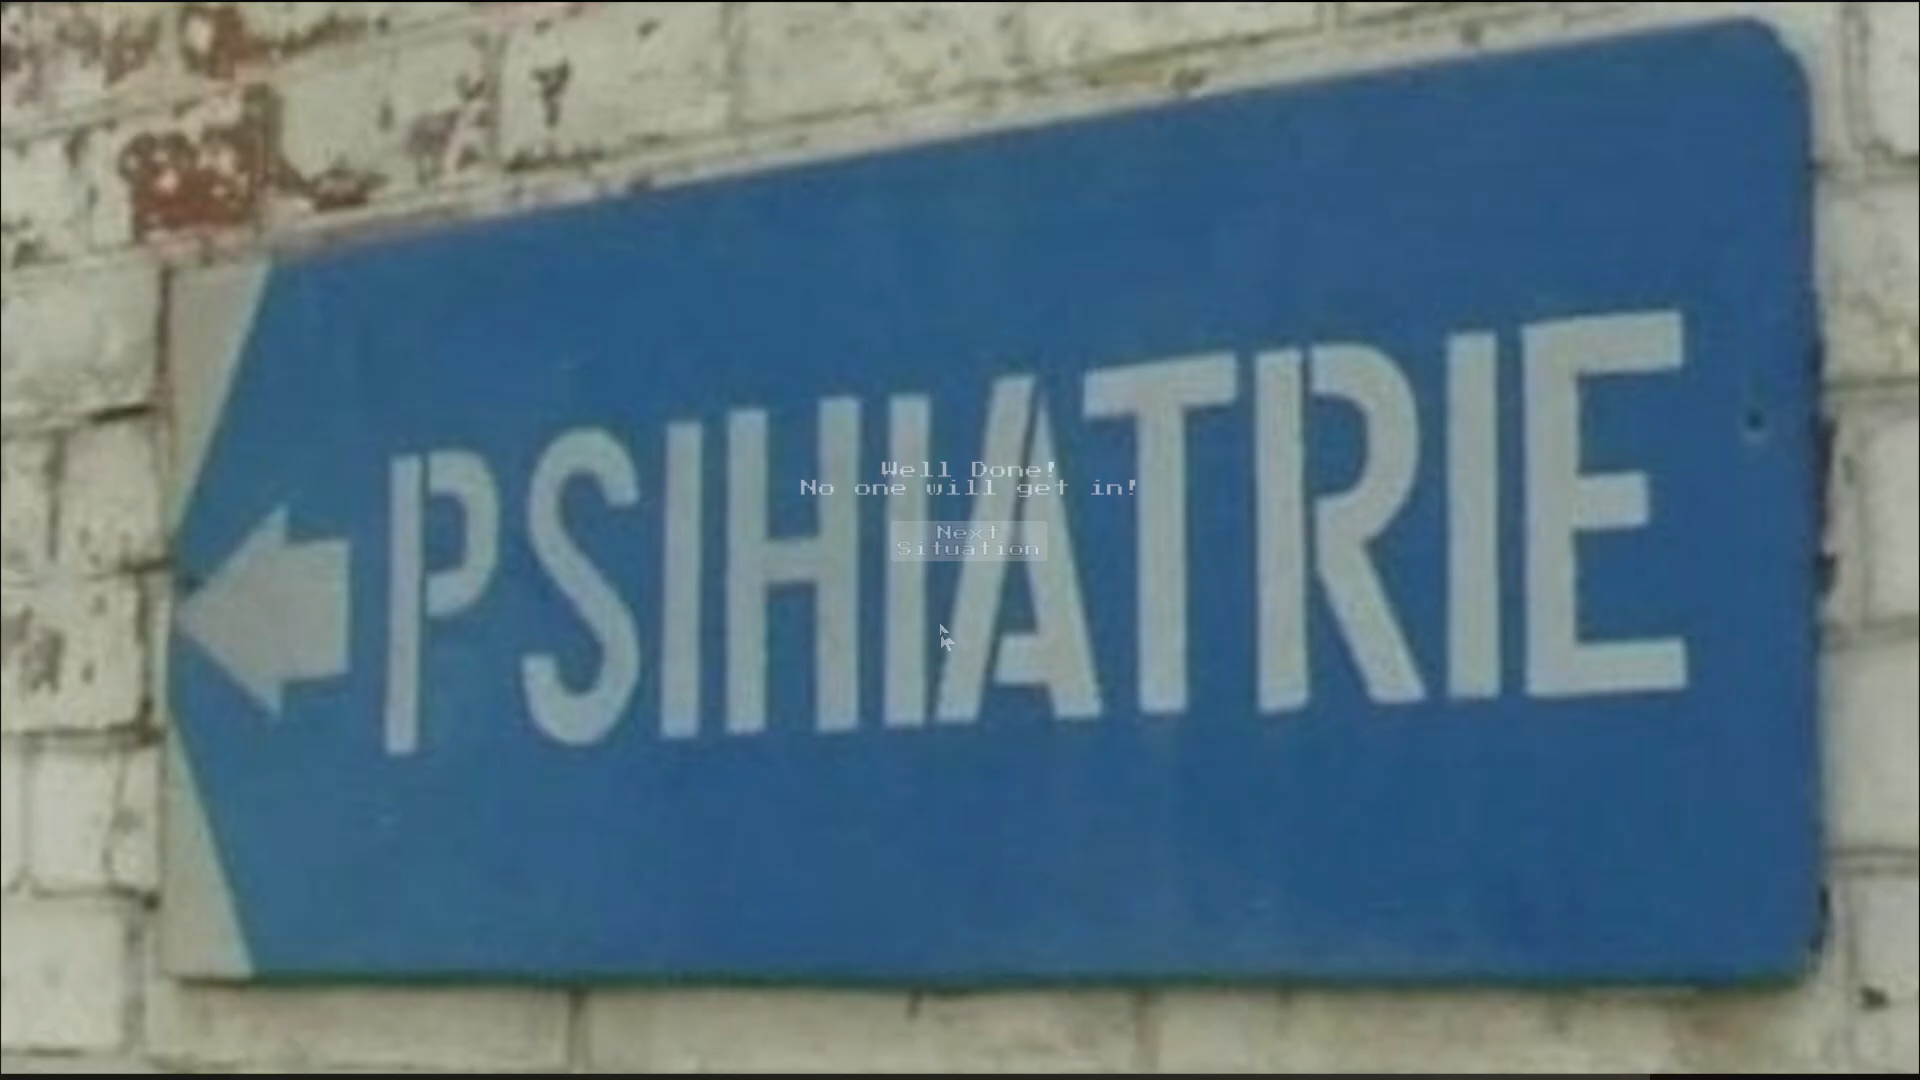 PSIHIATRIE
Well Done!
No one will get in!
Next
Situation